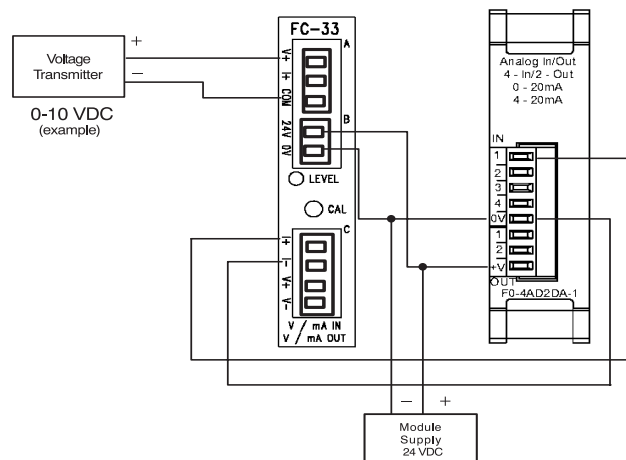 Voltage
Transmitter
+
−
0-10 VDC
(example)
FC-33
A
V+
I+
COM
B
24V
0V
LEVEL
CAL
C
I+
I-
V+
V-
V / mA IN
V / mA OUT
Analog In/Out
4 - In/2 - Out
0 - 20mA
4 - 20mA
IN
1
2
3
4
0V
1
2
+V
OUT
F0-4AD2DA-1
− +
Module
Supply
24 VDC